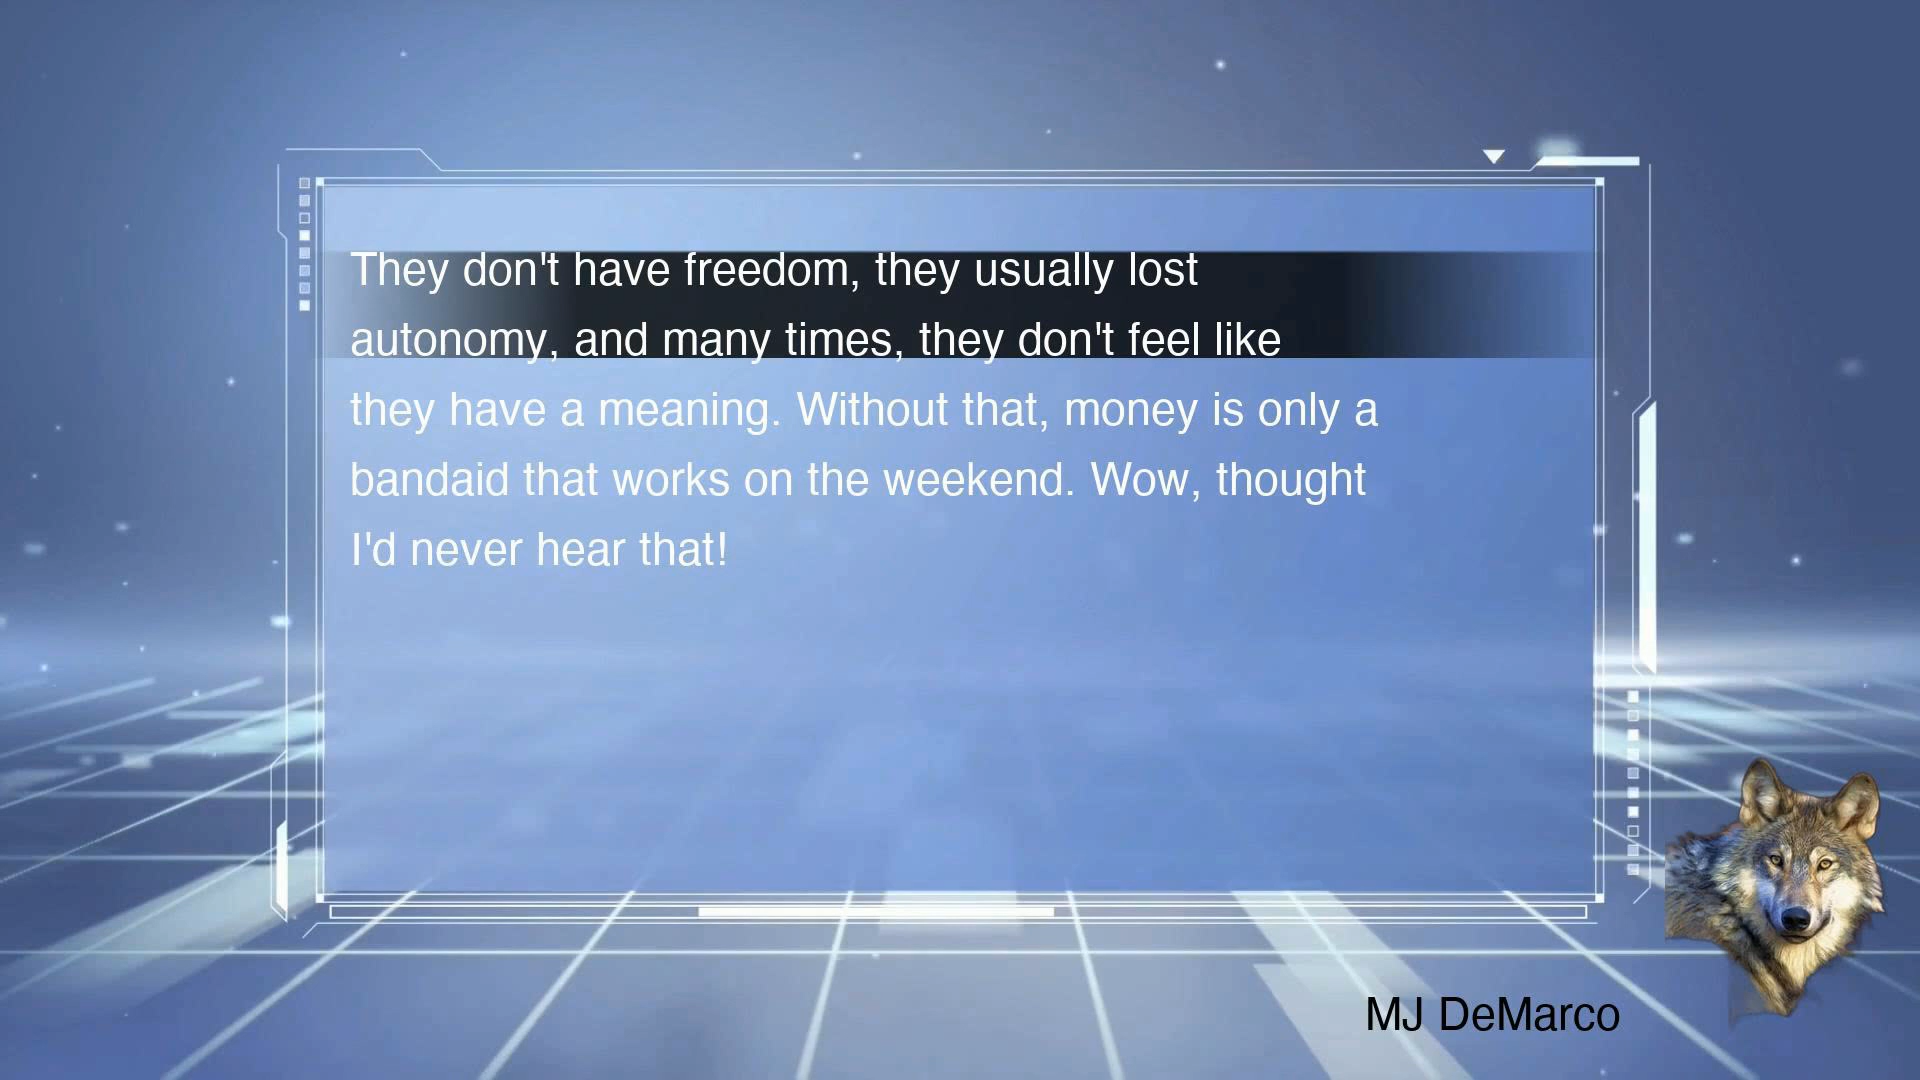 They don't have freedom, they usually lost
autonomy, and many times, they don't feel like
they have a meaning. Without that, money is only a
bandaid that works on the weekend. Wow, thought
I'd never hear that!
MJ DeMarco